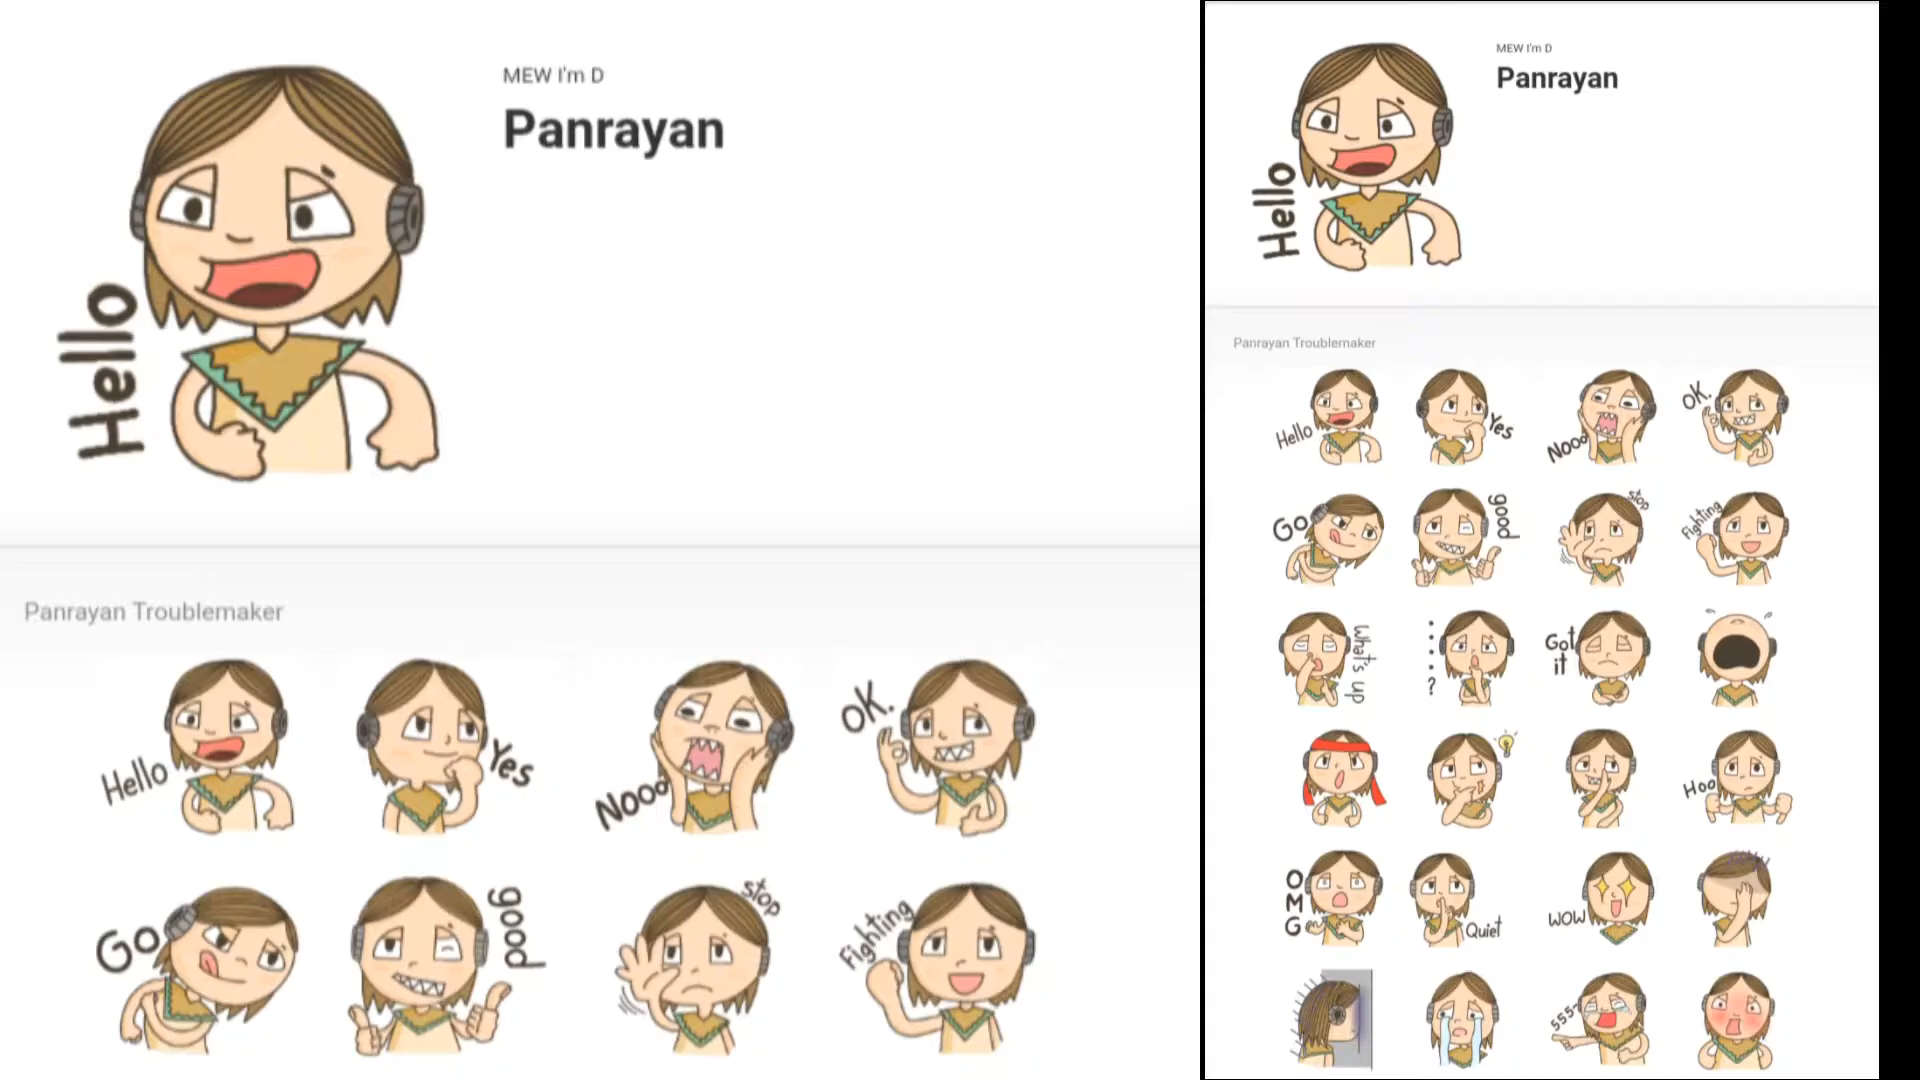 MEW I'm D
Panrayan
Hello
Panrayan Troublemaker
Hello
Yes
Nooo
OK.
Go
good
stop
Fighting
MEW I'm D
Panrayan
Hello
Panrayan Troublemaker
Hello
Yes
Nooo
OK.
Go
good
stop
Fighting
What's up
.....?
Got
it
Hoo
OMG
Quiet
WOW
555-